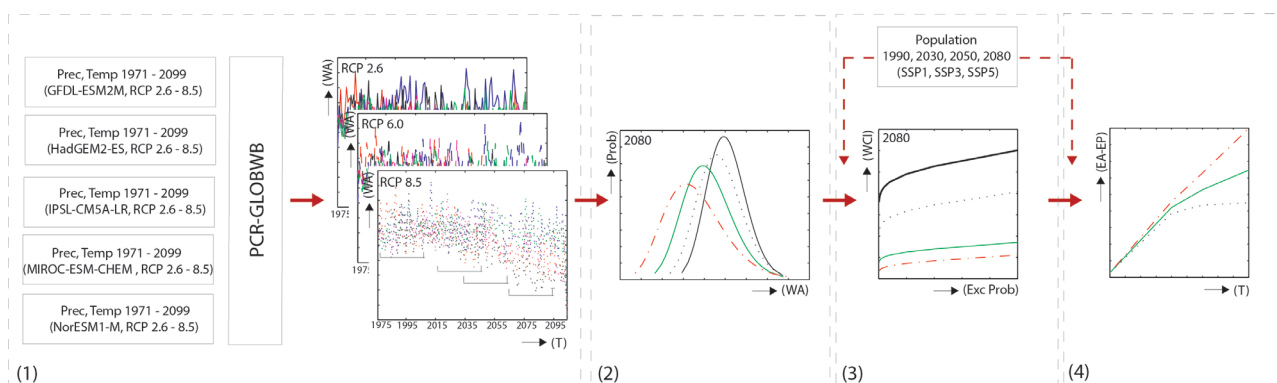 Prec, Temp 1971 - 2099
(GFDL-ESM2M, RCP 2.6 - 8.5)
Prec, Temp 1971 - 2099
(HadGEM2-ES, RCP 2.6 - 8.5)
Prec, Temp 1971 - 2099
(IPSL-CM5A-LR, RCP 2.6 - 8.5)
Prec, Temp 1971 - 2099
(MIROC-ESM-CHEM , RCP 2.6 - 8.5)
Prec, Temp 1971 - 2099
(NorESM1-M, RCP 2.6 - 8.5)
PCR-GLOBWB
(WA)
RCP 2.6
1975
(WA)
RCP 6.0
197
(WA)
RCP 8.5
1975 1995 2015 2035 2055 2075 2095
(T)
(1)
(Prob)
2080
(WA)
(2)
Population
1990, 2030, 2050, 2080
(SSP1, SSP3, SSP5)
(WCI)
2080
(Exc Prob)
(3)
(EA-EP)
(T)
(4)